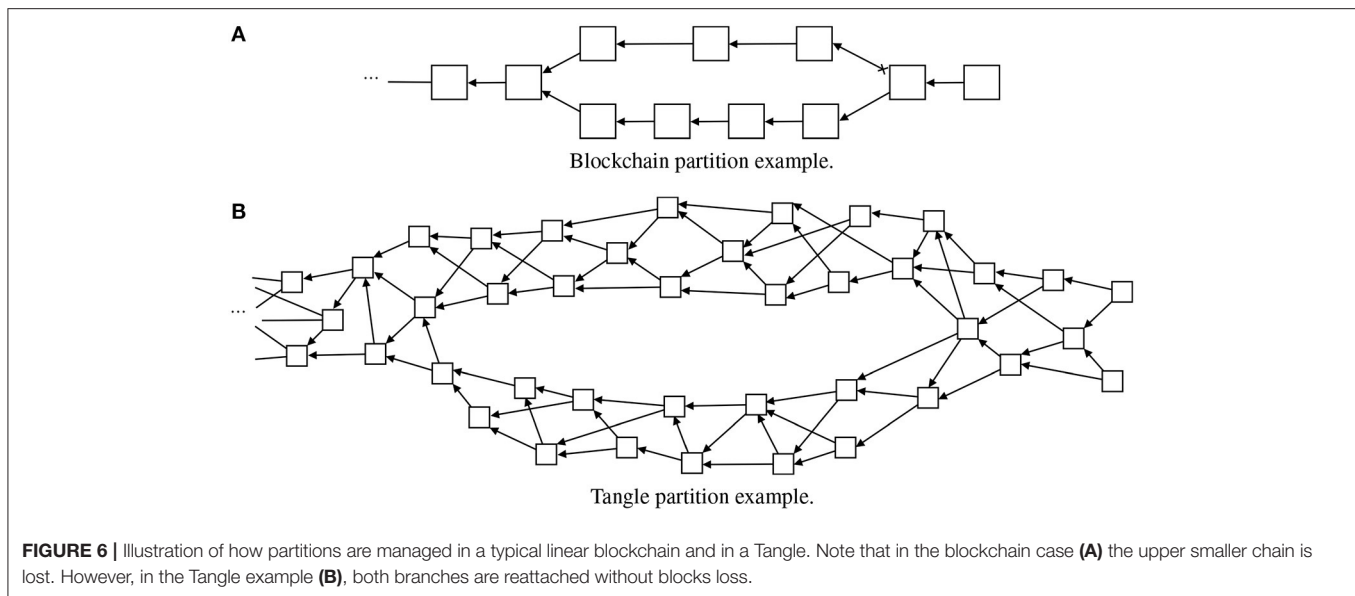 A
...
Blockchain partition example.
B
...
Tangle partition example.
FIGURE 6 | Illustration of how partitions are managed in a typical linear blockchain and in a Tangle. Note that in the blockchain case (A) the upper smaller chain is
lost. However, in the Tangle example (B), both branches are reattached without blocks loss.